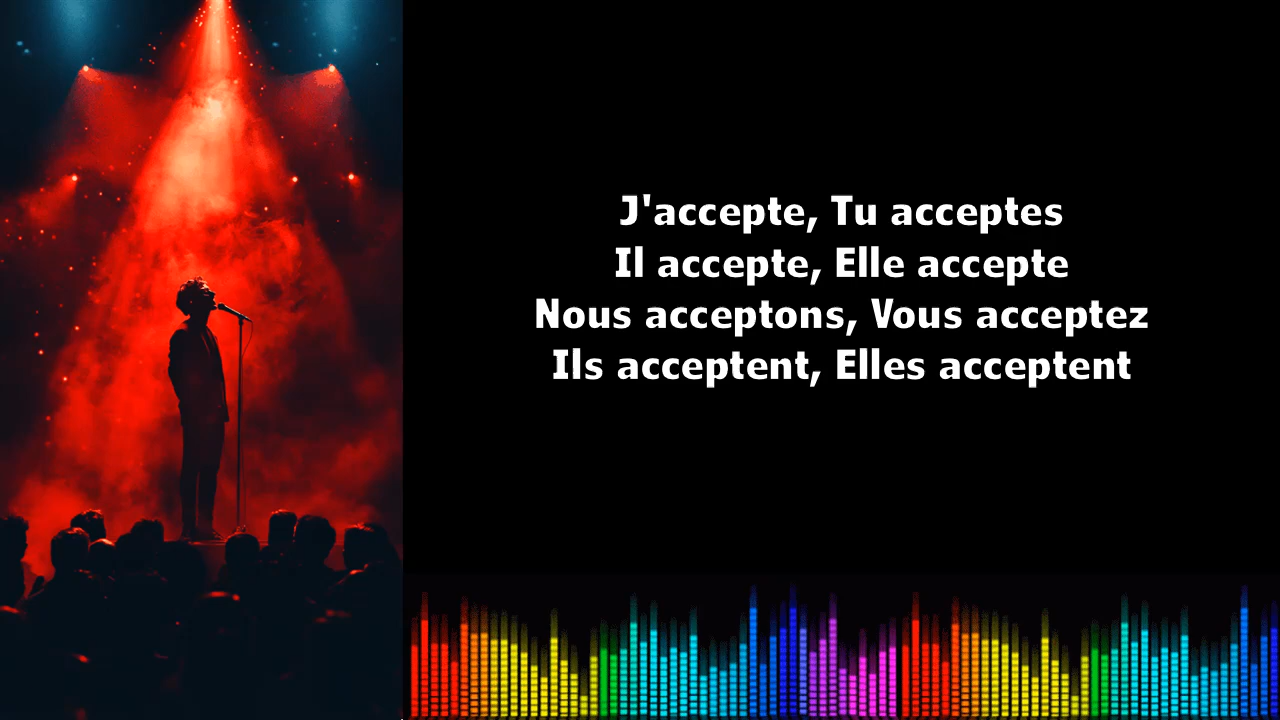 J'accepte, Tu acceptes
Il accepte, Elle accepte
Nous acceptons, Vous acceptez
Ils acceptent, Elles acceptent